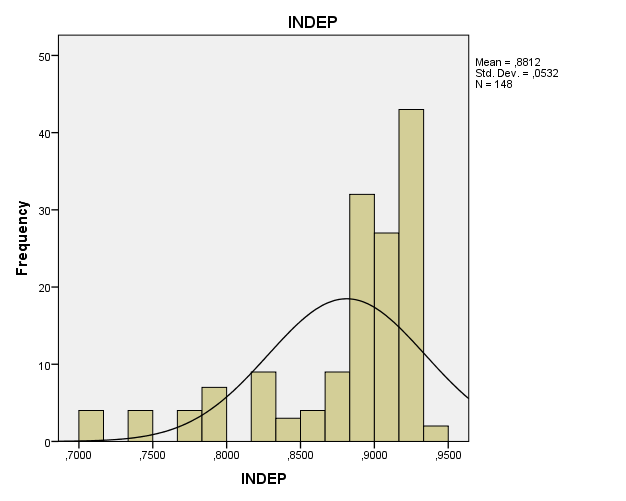 INDEP
Mean = ,8812
Std. Dev. = ,0532
N = 148
50
40
30
20
10
0
Frequency
,7000 ,7500 ,8000 ,8500 ,9000 ,9500
INDEP